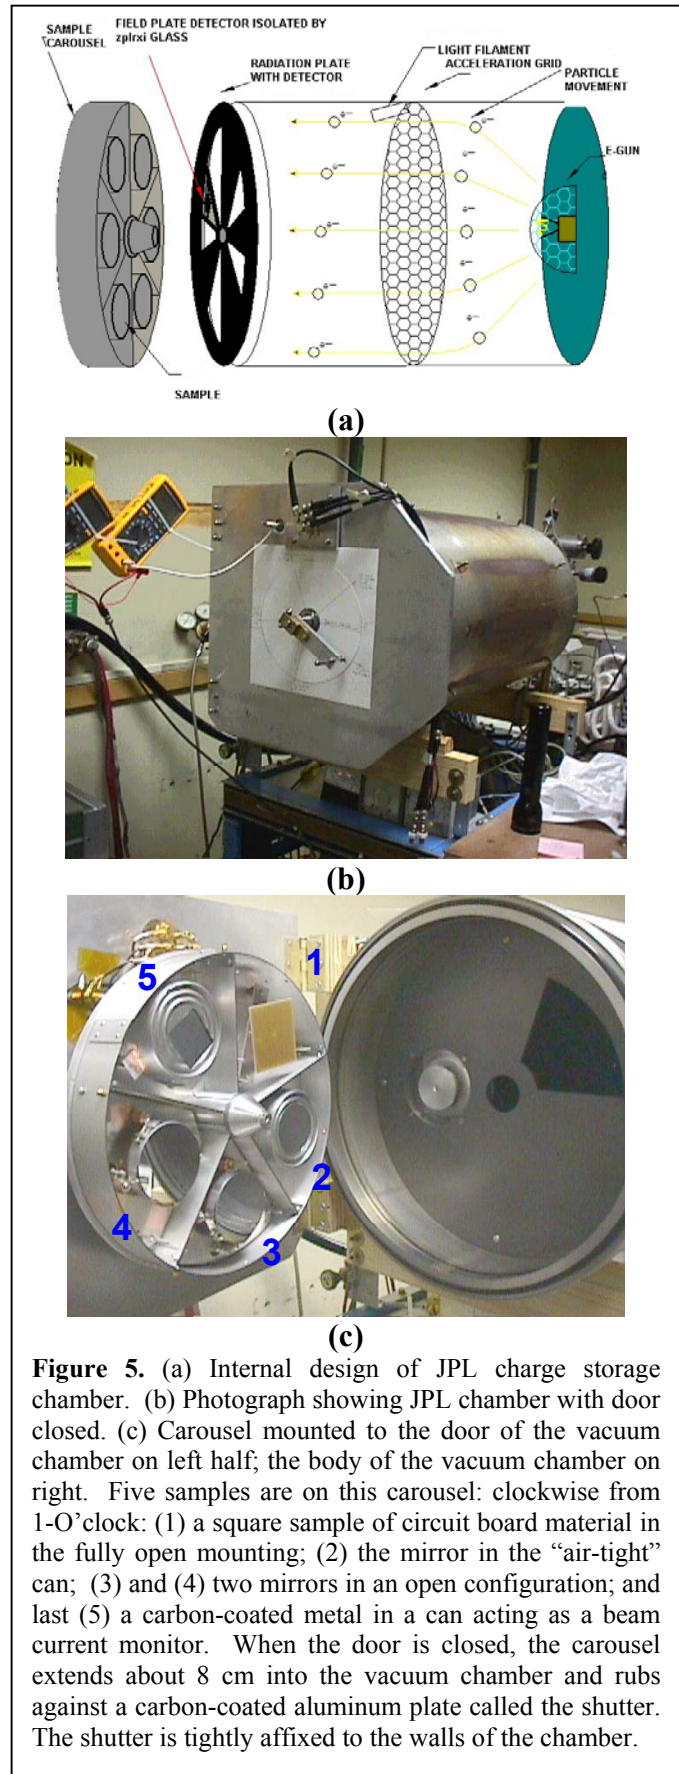 SAMPLE
CAROUSEL
FIELD PLATE DETECTOR ISOLATED BY
zplrxi GLASS
RADIATION PLATE
WITH DETECTOR
LIGHT FILAMENT
ACCELERATION GRID
PARTICLE
MOVEMENT
E-GUN
SAMPLE
(a)
(b)
1
5
2
4
3
(c)
Figure 5. (a) Internal design of JPL charge storage
chamber. (b) Photograph showing JPL chamber with door
closed. (c) Carousel mounted to the door of the vacuum
chamber on left half; the body of the vacuum chamber on
right. Five samples are on this carousel: clockwise from
1-O’clock: (1) a square sample of circuit board material in
the fully open mounting; (2) the mirror in the “air-tight”
can; (3) and (4) two mirrors in an open configuration; and
last (5) a carbon-coated metal in a can acting as a beam
current monitor. When the door is closed, the carousel
extends about 8 cm into the vacuum chamber and rubs
against a carbon-coated aluminum plate called the shutter.
The shutter is tightly affixed to the walls of the chamber.